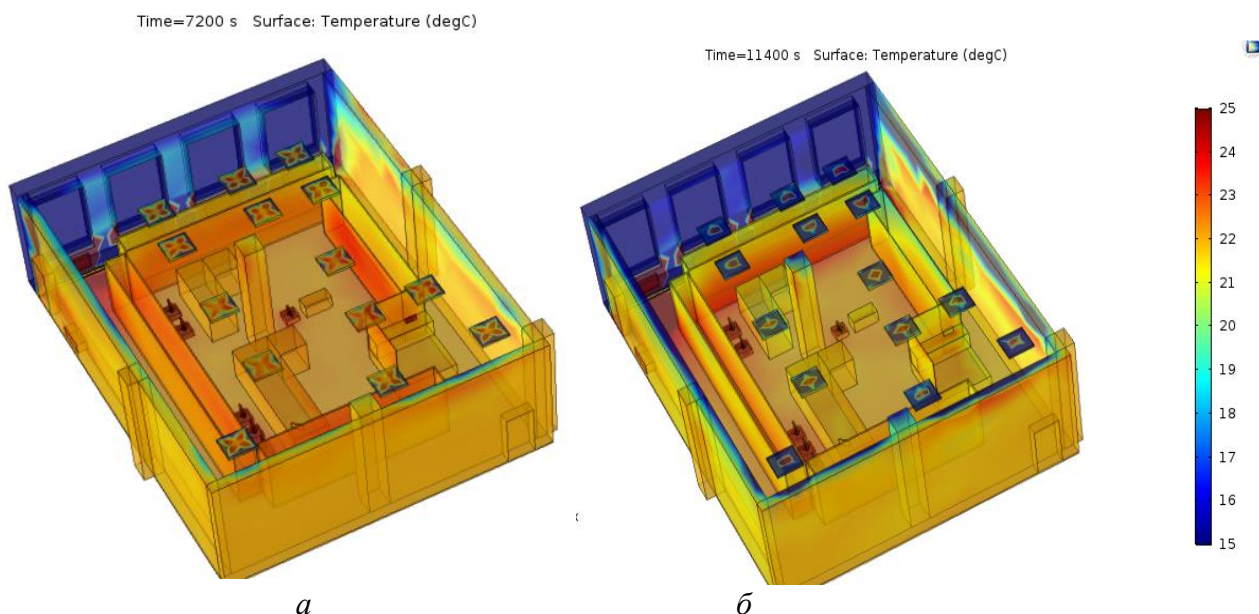 Time=7200 s Surface: Temperature (degC)
Time=11400 s Surface: Temperature (degC)
25
24
23
22
21
20
19
18
17
16
15
а
б